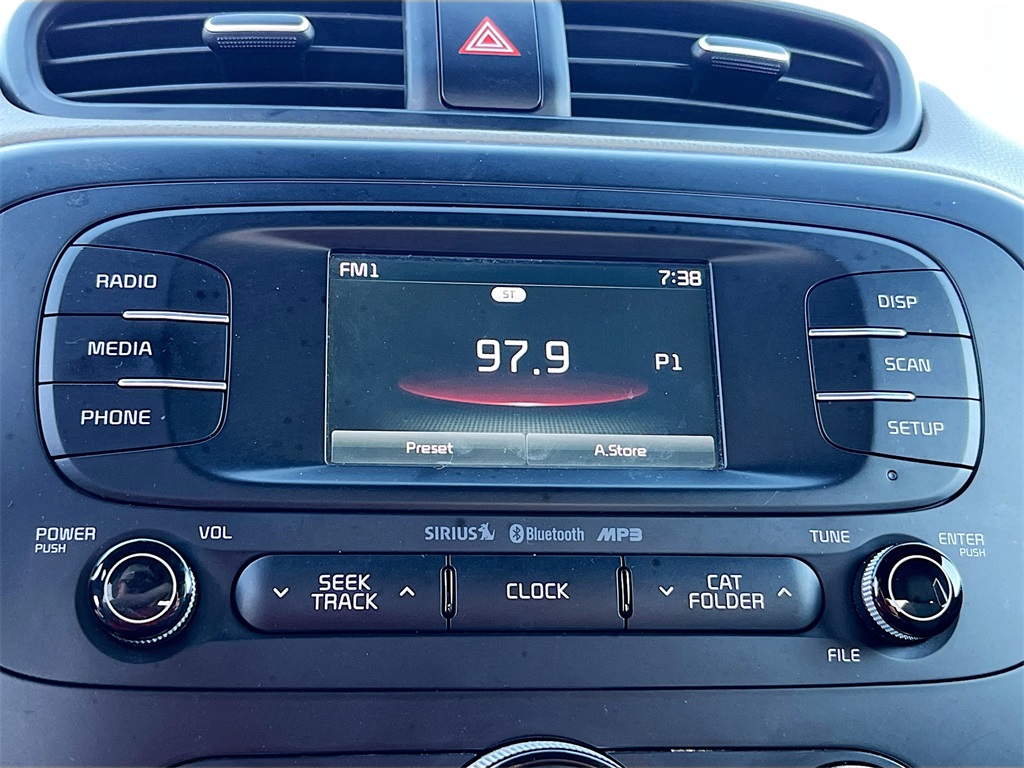 RADIO
MEDIA
PHONE
FM1 7:38
ST
97.9 P1
Preset A.Store
DISP
SCAN
SETUP
POWER
PUSH
VOL
SIRIUS Bluetooth MP3
TUNE
ENTER
PUSH
SEEK
TRACK
CLOCK
CAT
FOLDER
FILE